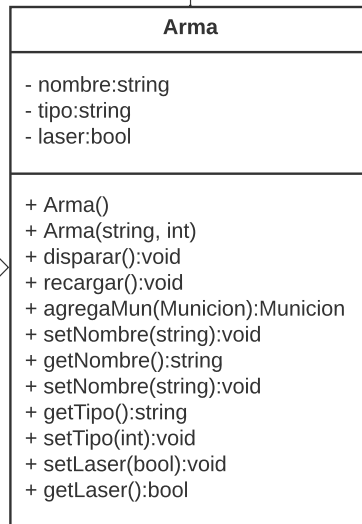 Arma
- nombre:string
- tipo:string
- laser:bool
+ Arma()
+ Arma(string, int)
+ disparar():void
+ recargar():void
+ agregaMun(Municion):Municion
+ setNombre(string):void
+ getNombre():string
+ setNombre(string):void
+ getTipo():string
+ setTipo(int):void
+ setLaser(bool):void
+ getLaser():bool